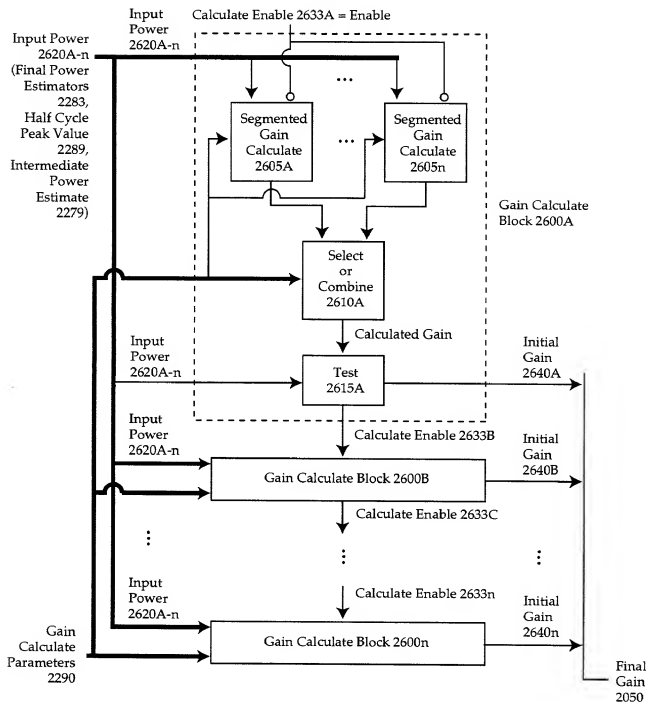 Input
Power
2620A-n
Calculate Enable 2633A = Enable
Input Power
2620A-n
(Final Power
Estimators
2283,
Half Cycle
Peak Value
2289,
Intermediate
Power
Estimate
2279)
...
Segmented
Gain
Calculate
2605A
...
Segmented
Gain
Calculate
2605n
Gain Calculate
Block 2600A
Select
or
Combine
2610A
Calculated Gain
Input
Power
2620A-n
Test
2615A
Initial
Gain
2640A
Calculate Enable 2633B
Input
Power
2620A-n
Gain Calculate Block 2600B
Initial
Gain
2640B
Calculate Enable 2633C
Calculate Enable 2633n
Input
Power
2620A-n
Gain Calculate Block 2600n
Initial
Gain
2640n
Gain
Calculate
Parameters
2290
Final
Gain
2050